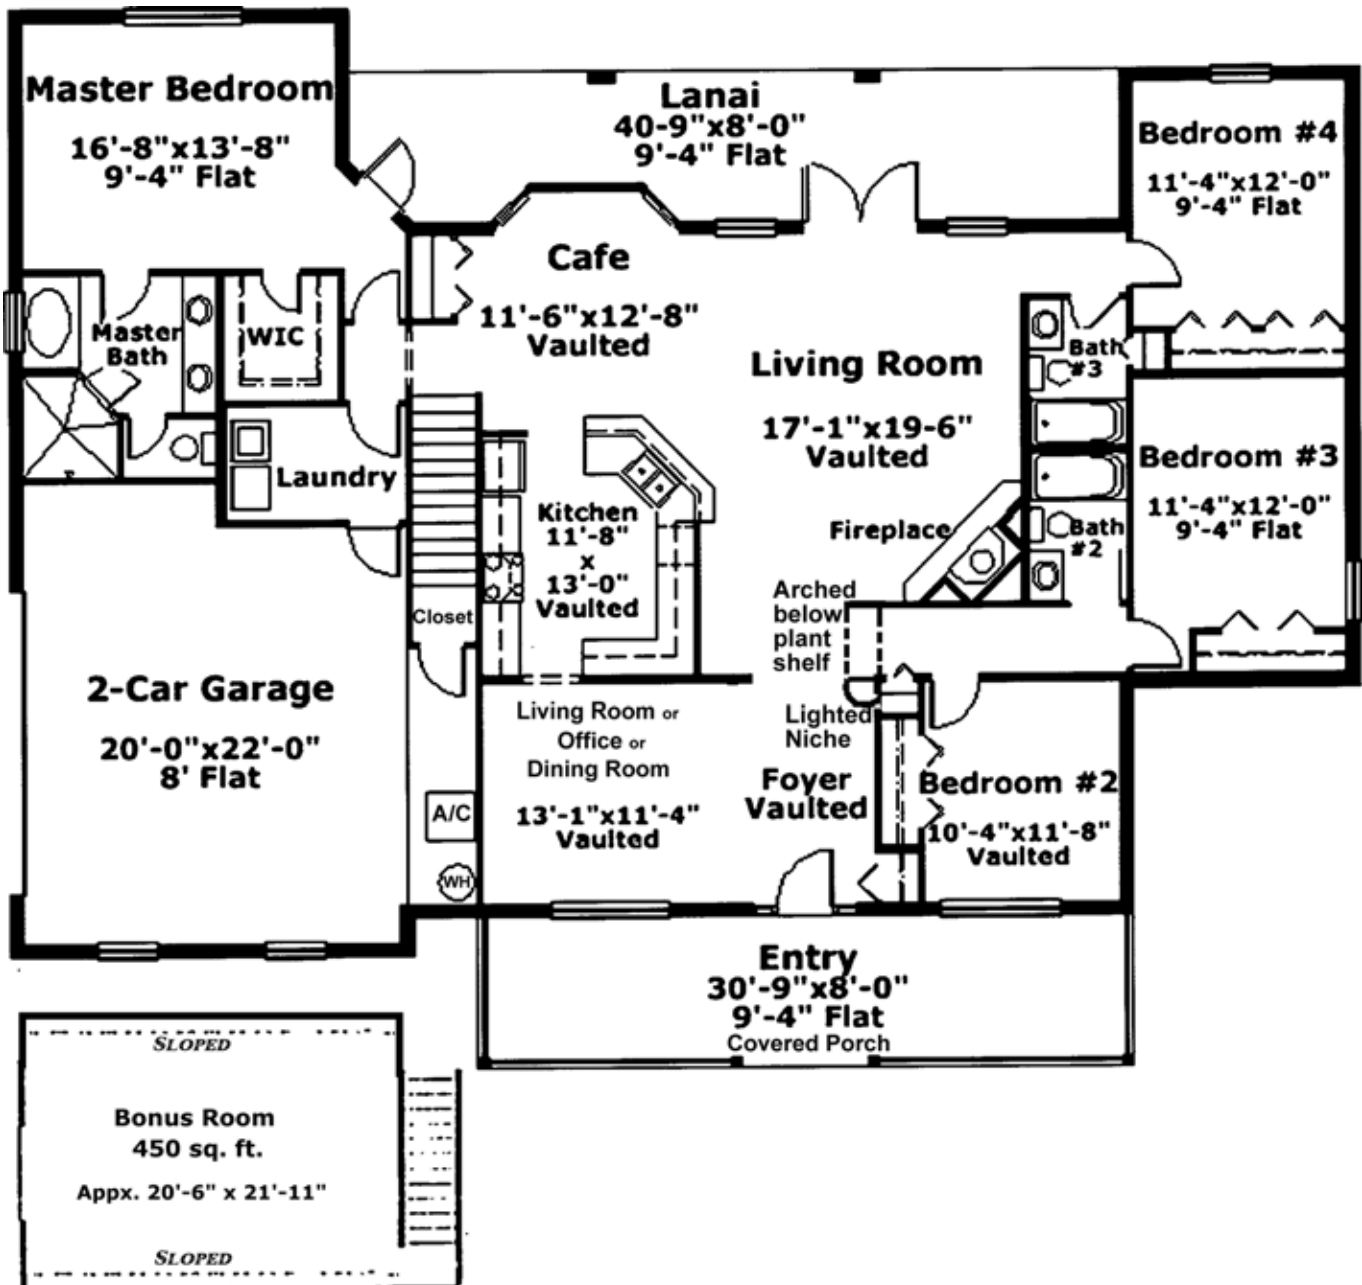 Master Bedroom
16'-8"x13'-8"
9'-4" Flat
Lanai
40-9"x8'-0"
9'-4" Flat
Bedroom #4
11'-4"x12'-0"
9'-4" Flat
Cafe
11'-6"x12'-8"
Vaulted
Master
Bath
WIC
Living Room
17'-1"x19-6"
Vaulted
Bath
#3
Laundry
Kitchen
11'-8"
x
13'-0"
Vaulted
Fireplace
Bath
#2
Bedroom #3
11'-4"x12'-0"
9'-4" Flat
Closet
Arched
below
plant
shelf
2-Car Garage
20'-0"x22'-0"
8' Flat
Living Room or
Office or
Dining Room
13'-1"x11'-4"
Vaulted
Lighted
Niche
Foyer
Vaulted
Bedroom #2
10'-4"x11'-8"
Vaulted
A/C
WH
Entry
30'-9"x8'-0"
9'-4" Flat
Covered Porch
SLOPED
Bonus Room
450 sq. ft.
Appx. 20'-6" x 21'-11"
SLOPED